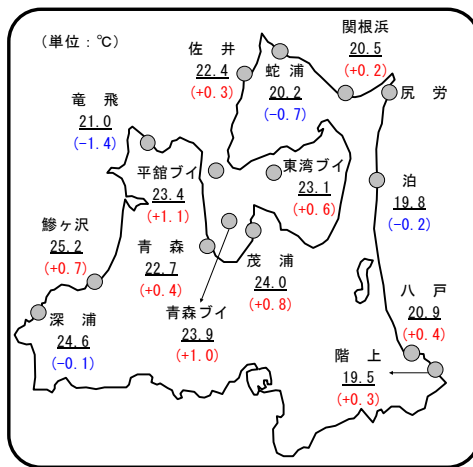 (単位:℃)
佐 井
22.4
(+0.3)
蛇 浦
20.2
(−0.7)
関根浜
20.5
(+0.2)
尻 労
竜 飛
21.0
(−1.4)
平舘ブイ
23.4
(+1.1)
東湾ブイ
23.1
(+0.6)
泊
19.8
(−0.2)
鰺ヶ沢
25.2
(+0.7)
青 森
22.7
(+0.4)
茂 浦
24.0
(+0.8)
青森ブイ
23.9
(+1.0)
深 浦
24.6
(−0.1)
八 戸
20.9
(+0.4)
階 上
19.5
(+0.3)